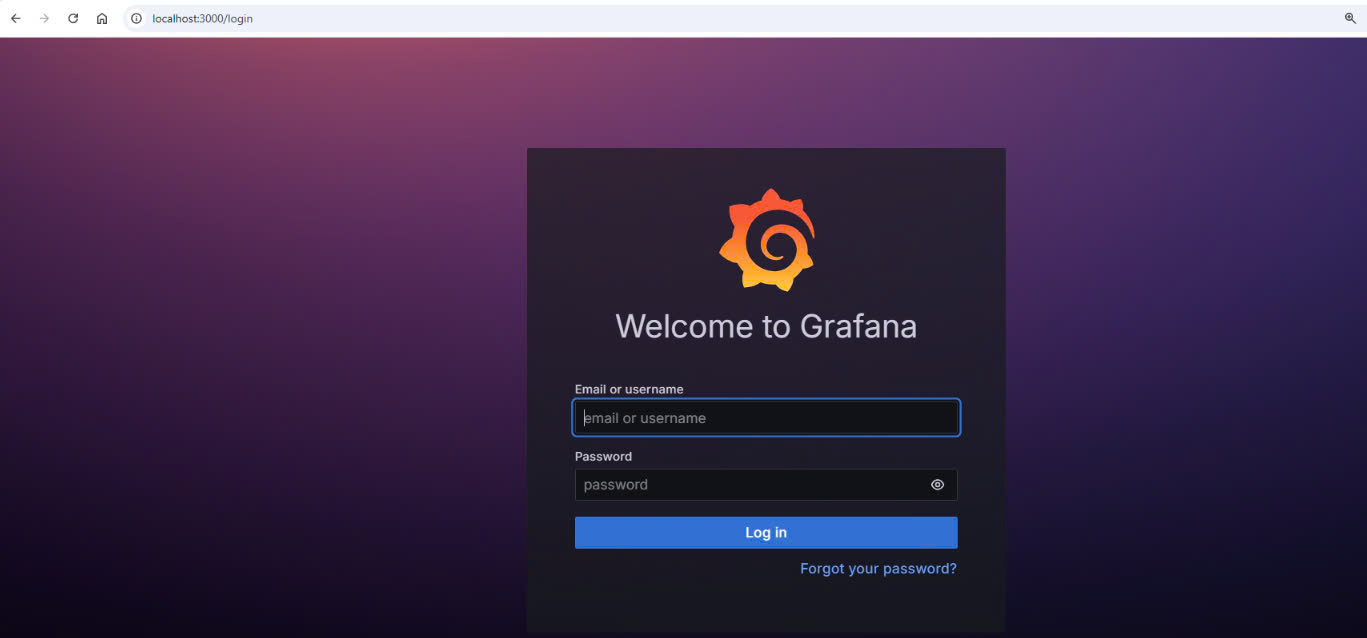 localhost:3000/login
Welcome to Grafana
Email or username
email or username
Password
password
Log in
Forgot your password?